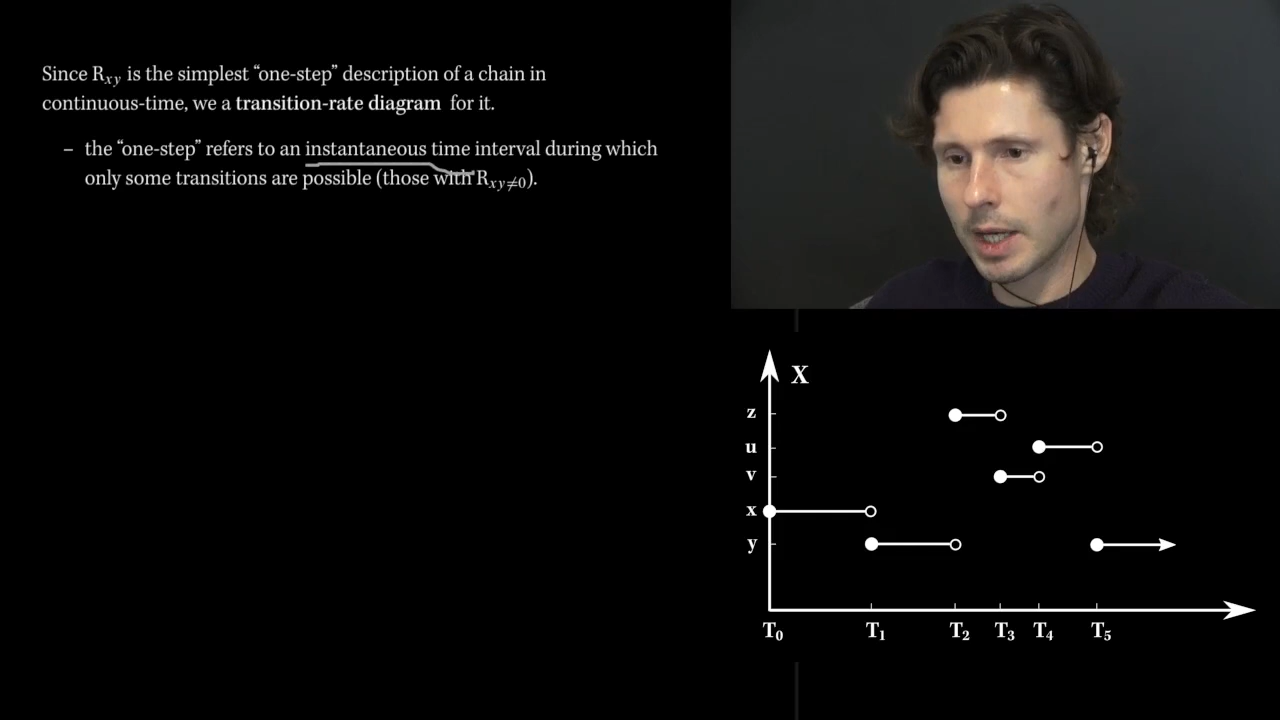 Since Rxy is the simplest “one-step” description of a chain in
continuous-time, we a transition-rate diagram for it.
– the “one-step” refers to an instantaneous time interval during which
only some transitions are possible (those with Rxy≠0).
X
z
u
v
x
y
T0 T1 T2 T3 T4 T5